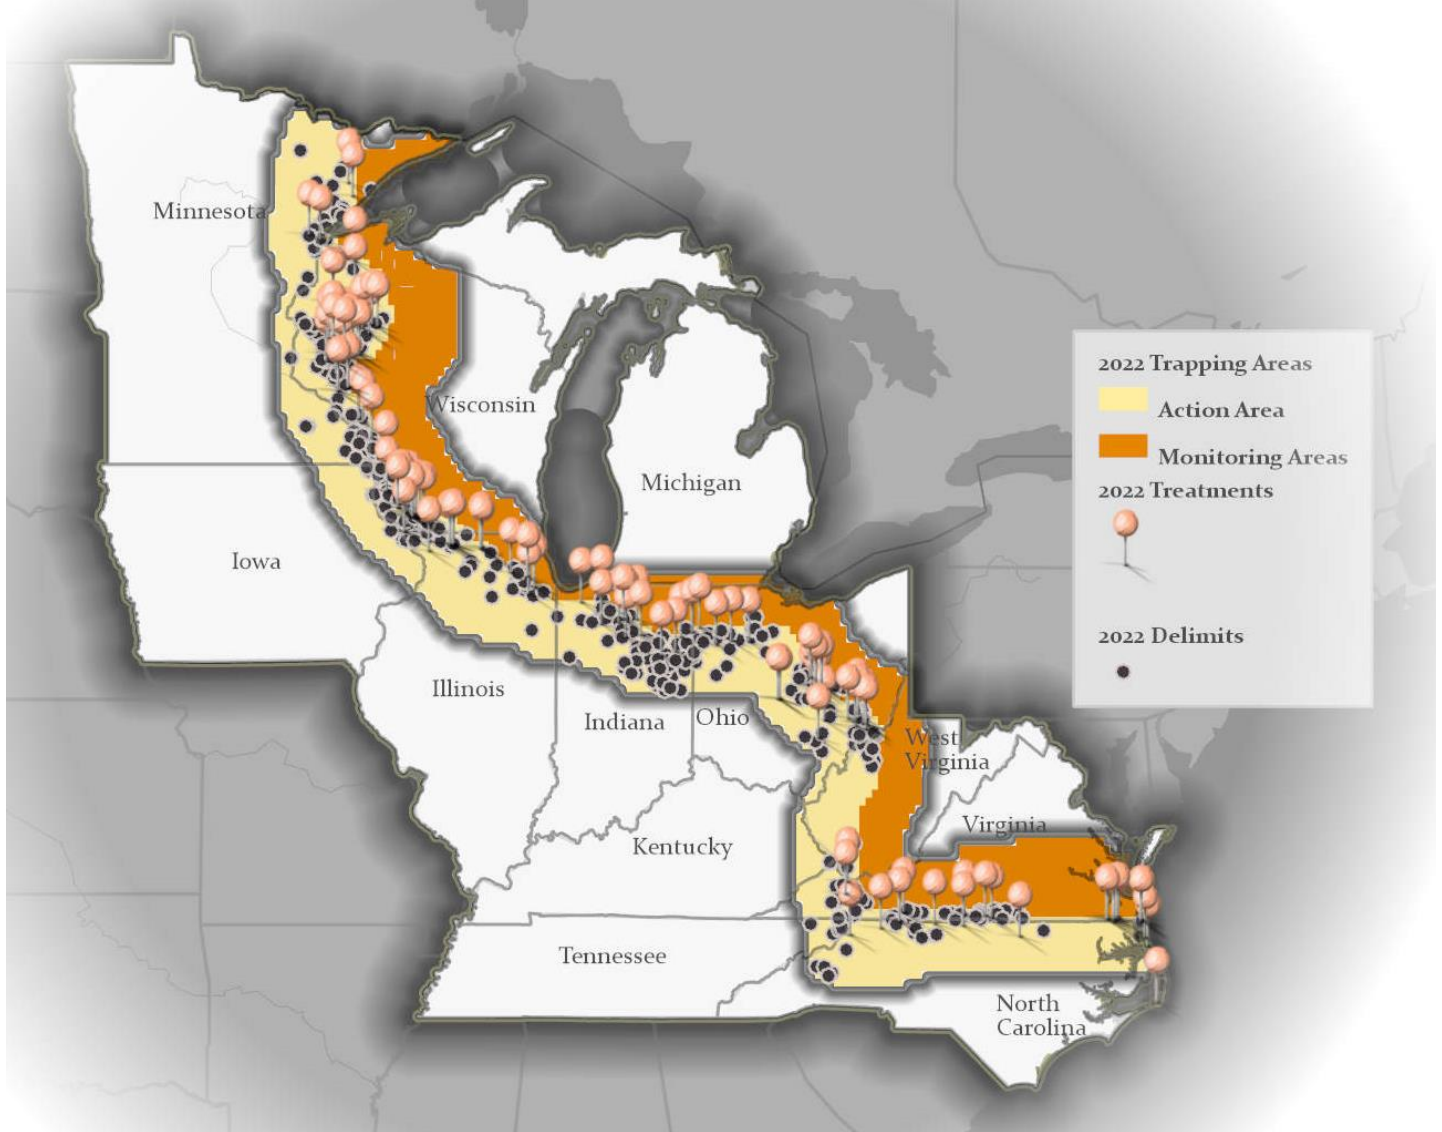 Minnesota
Wisconsin
Michigan
Iowa
Illinois
Indiana
Ohio
West
Virginia
Virginia
Kentucky
Tennessee
North
Carolina
2022 Trapping Areas
Action Area
Monitoring Areas
2022 Treatments
2022 Delimits